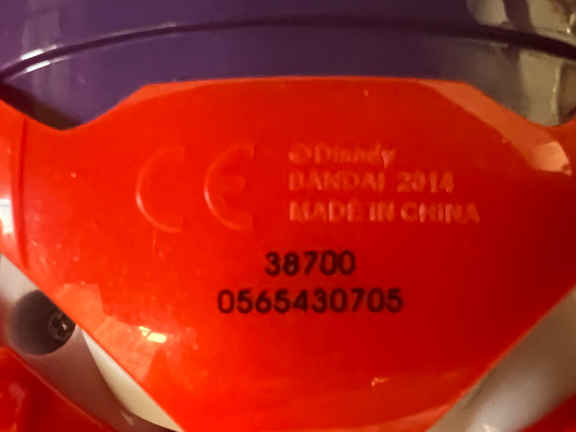 CE
©Disney
BANDAI 2014
MADE IN CHINA
38700
0565430705